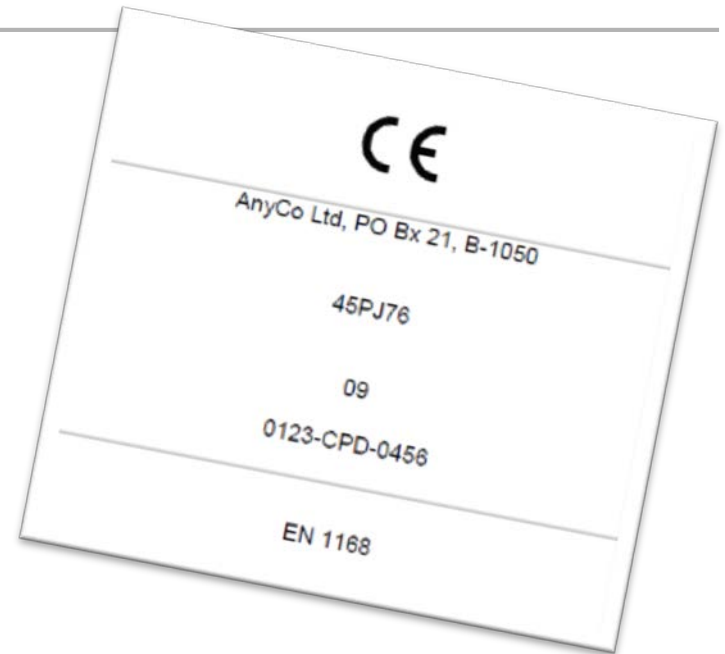 CE
AnyCo Ltd, PO Bx 21, B-1050
45PJ76
09
0123-CPD-0456
EN 1168